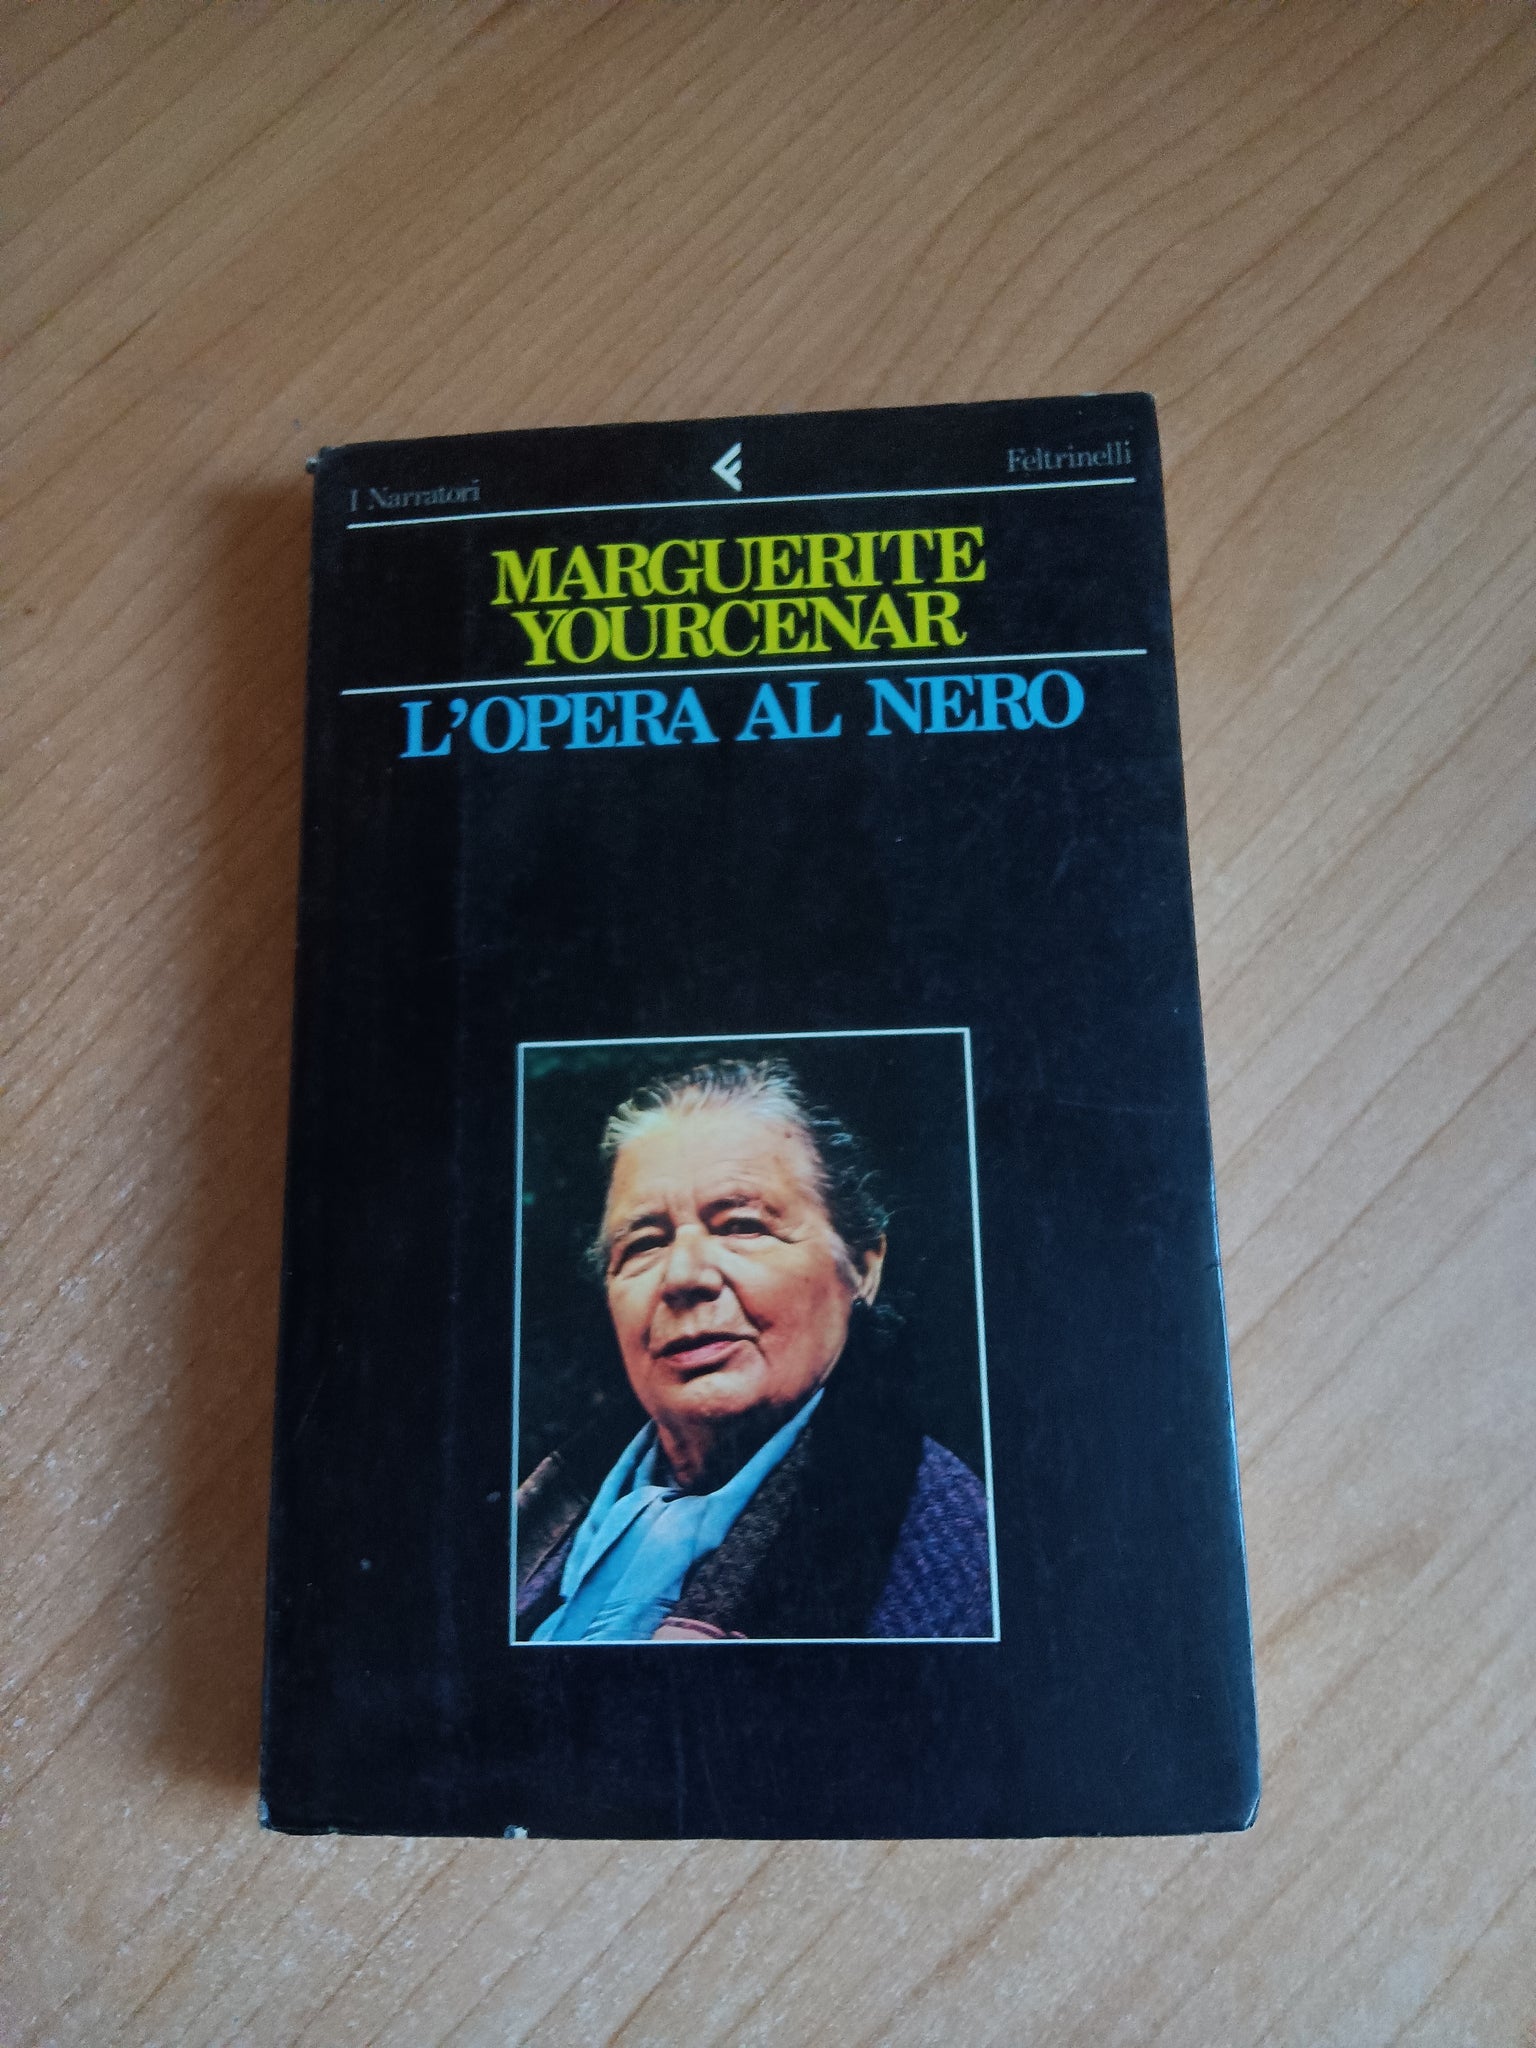 I Narratori Feltrinelli
MARGUERITE
YOURCENAR
L'OPERA AL NERO